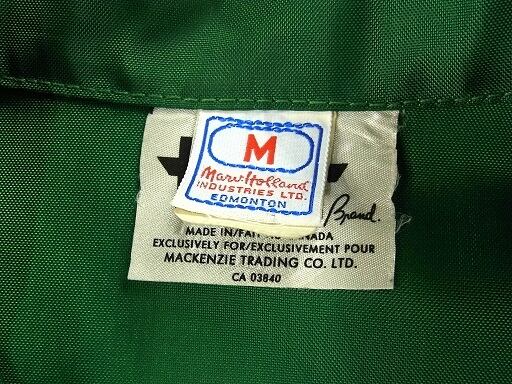 M
Marv Holland
INDUSTRIES LTD.
EDMONTON
Brand.
MADE IN/FAIT AU CANADA
EXCLUSIVELY FOR/EXCLUSIVEMENT POUR
MACKENZIE TRADING CO. LTD.
CA 03840